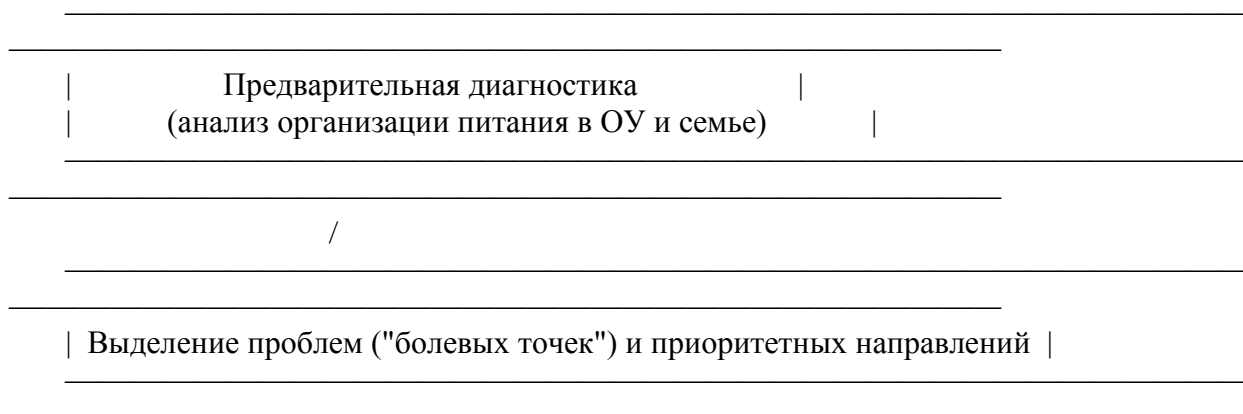 | Предварительная диагностика |
| (анализ организации питания в ОУ и семье) |
/
| Выделение проблем ("болевых точек") и приоритетных направлений |